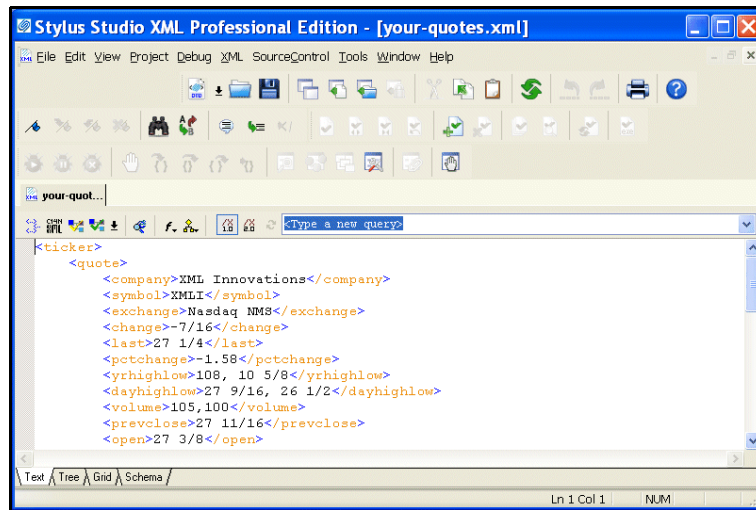 Stylus Studio XML Professional Edition - [your-quotes.xml]
File Edit View Project Debug XML SourceControl Tools Window Help
your-quot...
<Type a new query>
<ticker>
<quote>
<company>XML Innovations</company>
<symbol>XMLI</symbol>
<exchange>Nasdaq NMS</exchange>
<change>-7/16</change>
<last>27 1/4</last>
<pctchange>-1.58</pctchange>
<yrhighlow>108, 10 5/8</yrhighlow>
<dayhighlow>27 9/16, 26 1/2</dayhighlow>
<volume>105,100</volume>
<prevclose>27 11/16</prevclose>
<open>27 3/8</open>
Text Tree Grid Schema
Ln 1 Col 1 NUM